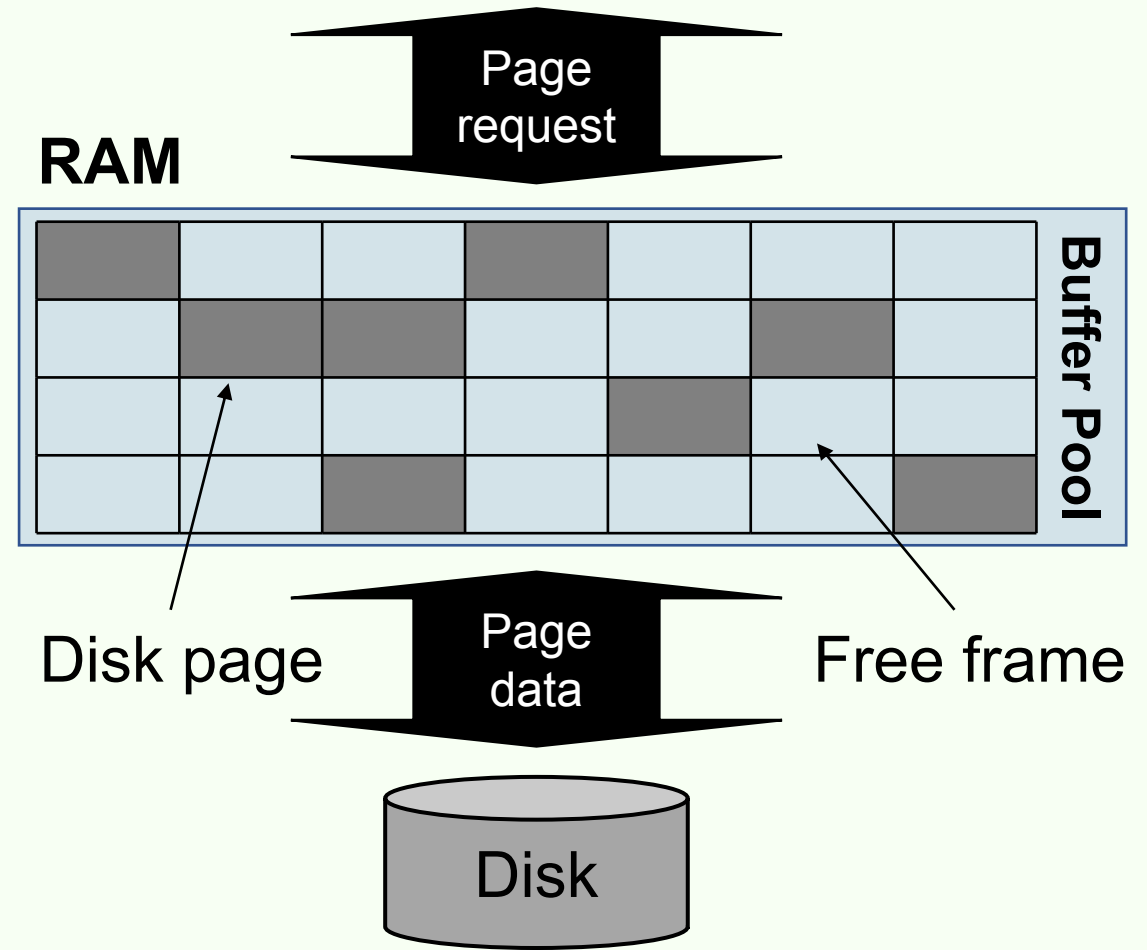 Page
request
RAM
Buffer Pool
Disk page
Page
data
Free frame
Disk